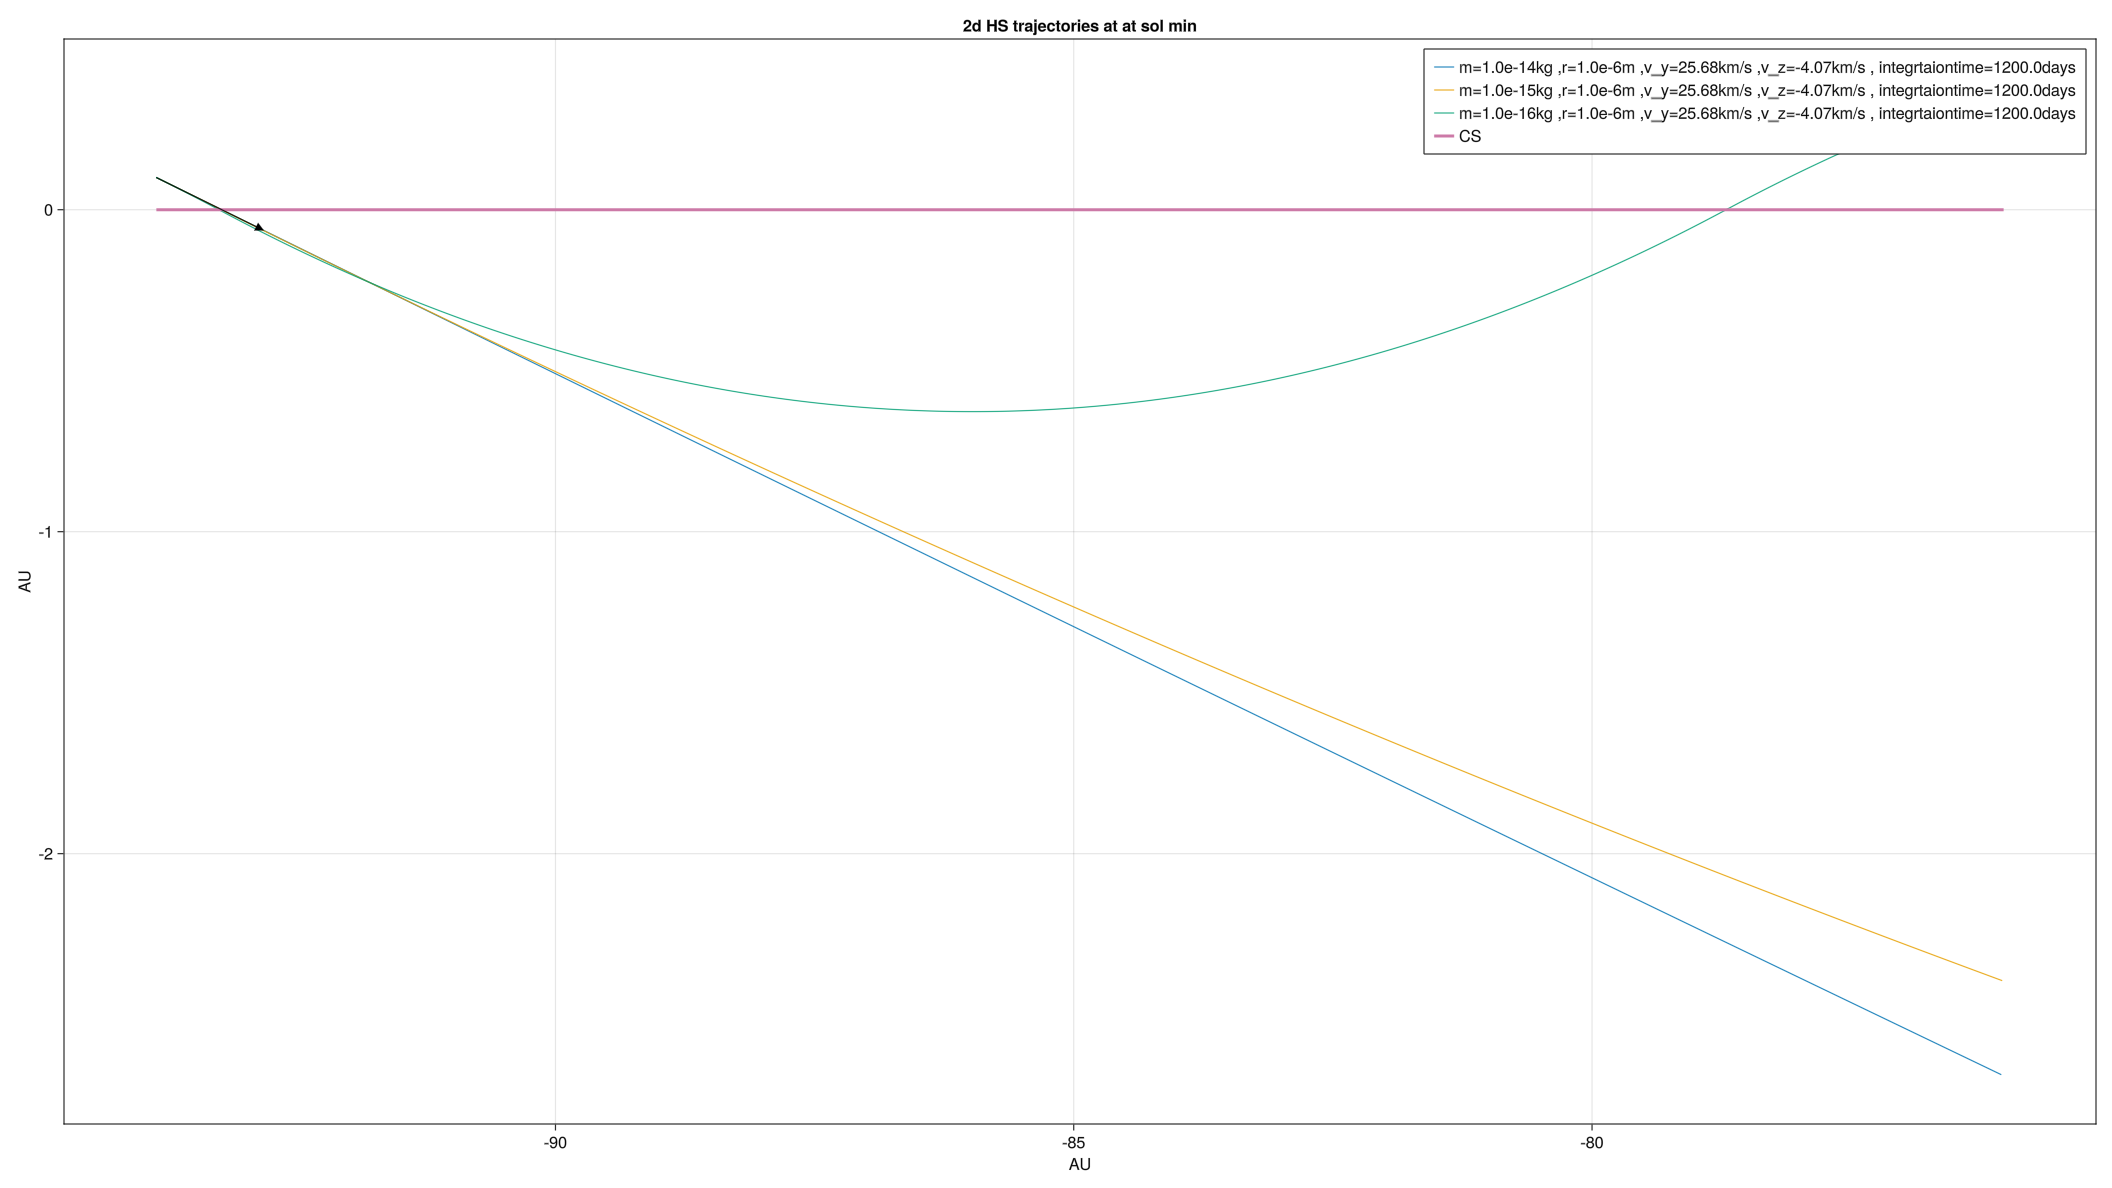 2d HS trajectories at at sol min
m=1.0e-14kg ,r=1.0e-6m ,v_y=25.68km/s ,v_z=-4.07km/s , integrtaiontime=1200.0days
m=1.0e-15kg ,r=1.0e-6m ,v_y=25.68km/s ,v_z=-4.07km/s , integrtaiontime=1200.0days
m=1.0e-16kg ,r=1.0e-6m ,v_y=25.68km/s ,v_z=-4.07km/s , integrtaiontime=1200.0days
CS
0
-1
-2
AU
-90 -85 -80
AU